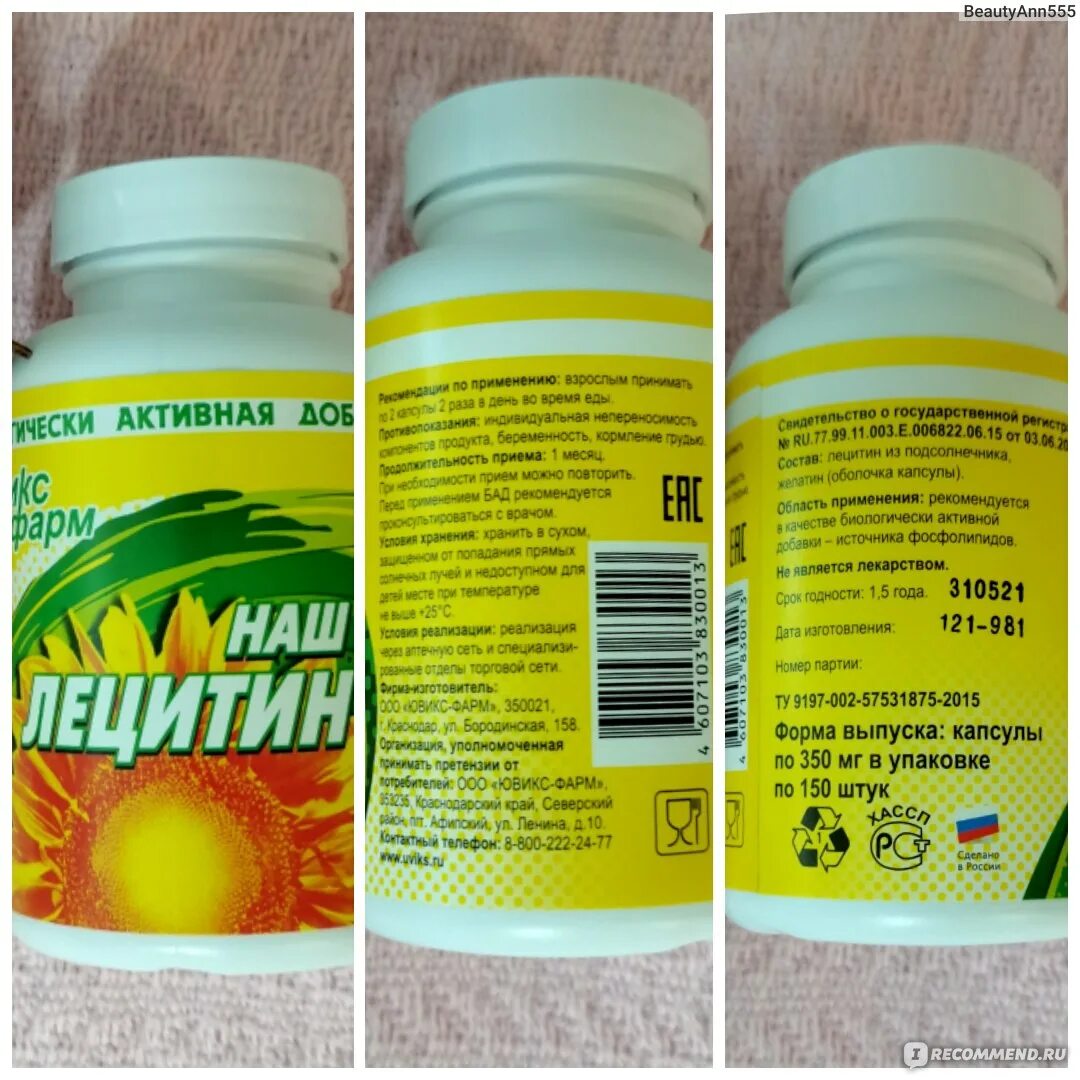 BeautyAnn555
ТИЧЕСКИ АКТИВНАЯ ДОБ
икс
фарм
НАШ
ЛЕЦИТИН
Рекомендации по применению: взрослым принимать
по 2 капсулы 2 раза в день во время еды.
Противопоказания: индивидуальная непереносимость
компонентов продукта, беременность, кормление грудью.
Продолжительность приема: 1 месяц.
При необходимости прием можно повторить.
Перед применением БАД рекомендуется
проконсультироваться с врачом.
Условия хранения: хранить в сухом,
защищенном от попадания прямых
солнечных лучей и недоступном для
детей месте при температуре
не выше +25°С.
Условия реализации: реализация
через аптечную сеть и специализи-
рованные отделы торговой сети.
Фирма-изготовитель:
ООО «ЮВИКС-ФАРМ», 350021,
г. Краснодар, ул. Бородинская, 158.
Организация, уполномоченная
принимать претензии от
потребителей: ООО «ЮВИКС-ФАРМ»,
353235, Краснодарский край, Северский
район, пгт. Афипский, ул. Ленина, д.10.
Контактный телефон: 8-800-222-24-77
www.uviks.ru
EAC
4 607103 830013
Свидетельство о государственной регистр
№ RU.77.99.11.003.Е.006822.06.15 от 03.06.20
Состав: лецитин из подсолнечника,
желатин (оболочка капсулы).
Область применения: рекомендуется
в качестве биологически активной
добавки – источника фосфолипидов.
Не является лекарством.
Срок годности: 1,5 года. 310521
Дата изготовления: 121-981
Номер партии:
ТУ 9197-002-57531875-2015
Форма выпуска: капсулы
по 350 мг в упаковке
по 150 штук
ХАССП
РСТ
Сделано
в России
EAC
4 607103 830013
IRECOMMEND.RU